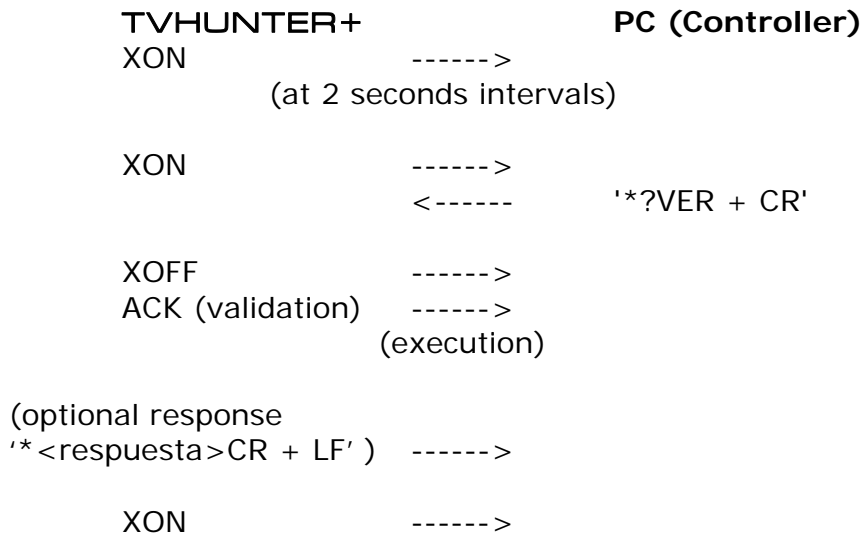 TVHUNTER+ PC (Controller)
XON ------>
(at 2 seconds intervals)
XON ------>
<------ '*?VER + CR'
XOFF ------>
ACK (validation) ------>
(execution)
(optional response
‘*<respuesta>CR + LF’ ) ------>
XON ------>